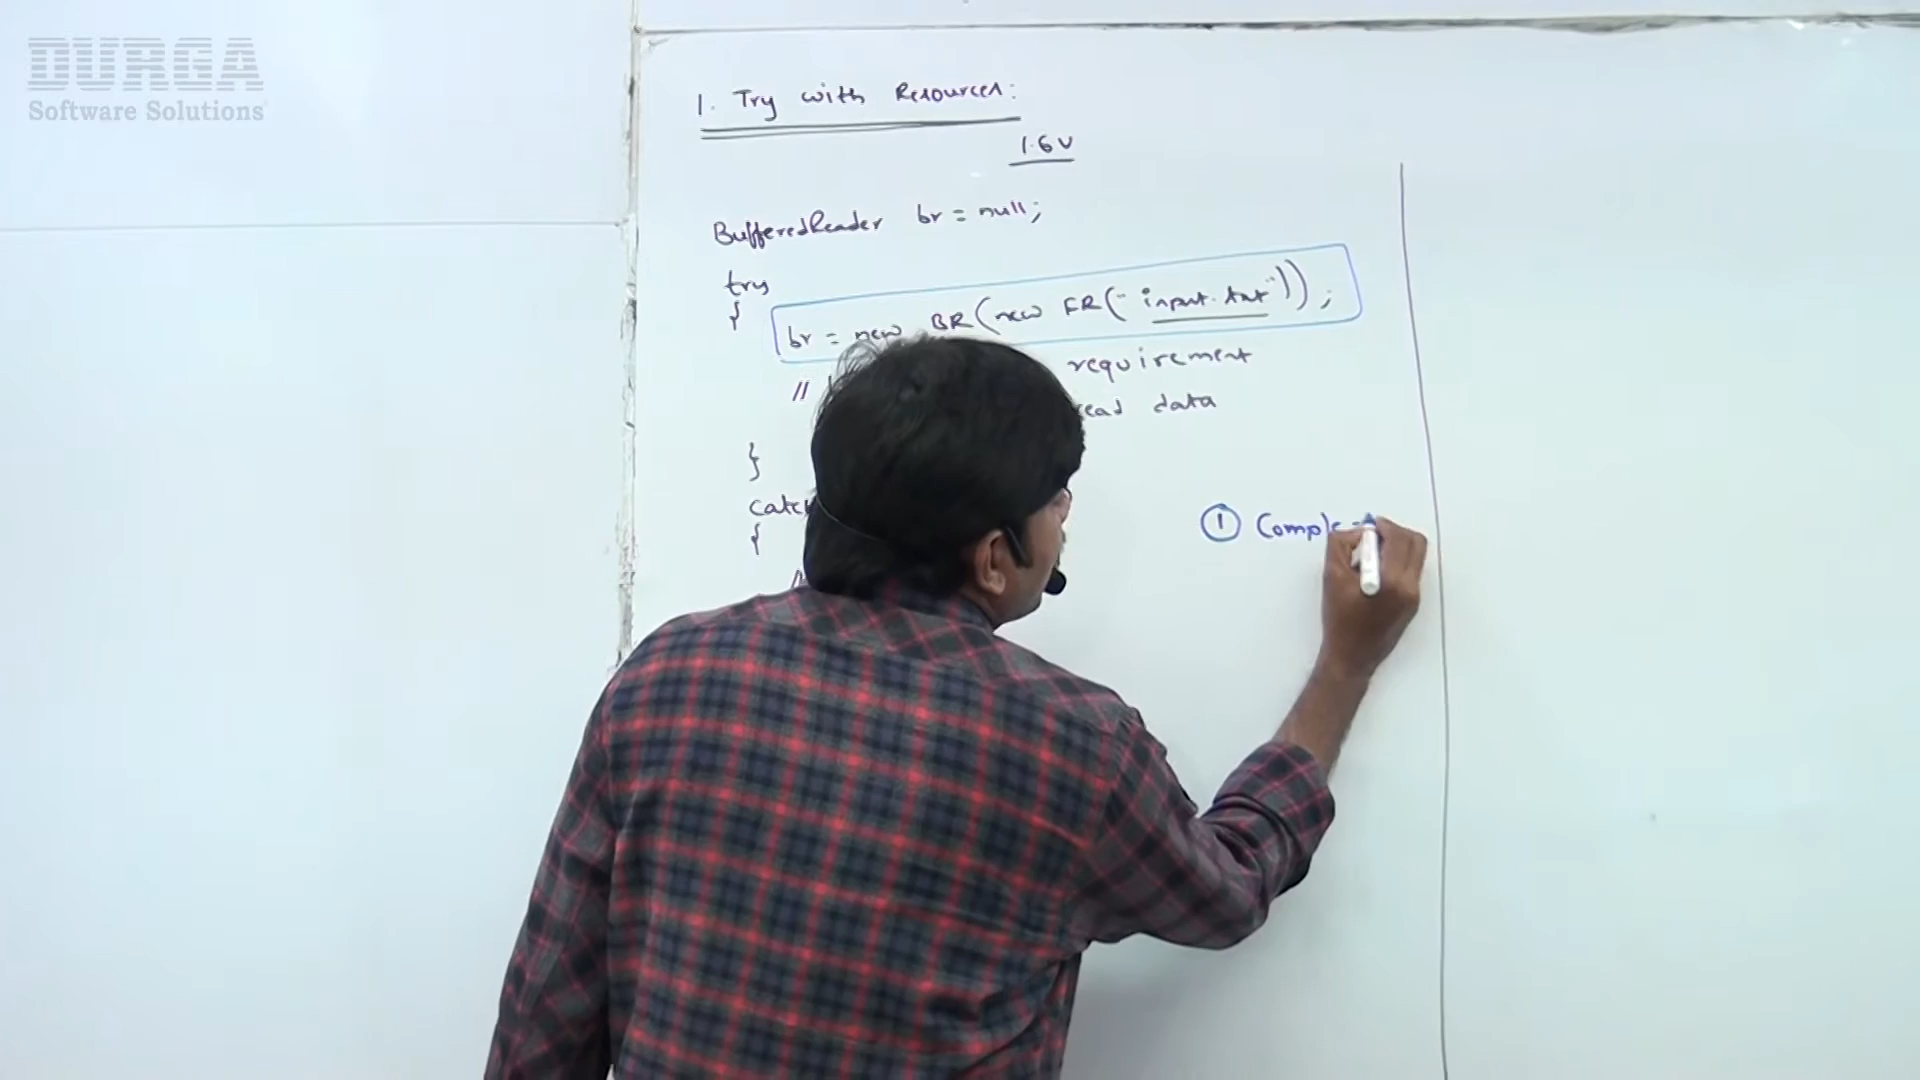 DURGA
Software Solutions
1. Try with Resources:
1.6V
BufferedReader br = null;
try
{
br = new BR(new FR("input.txt"));
// requirement
read data
}
catch
{
//
① Comple